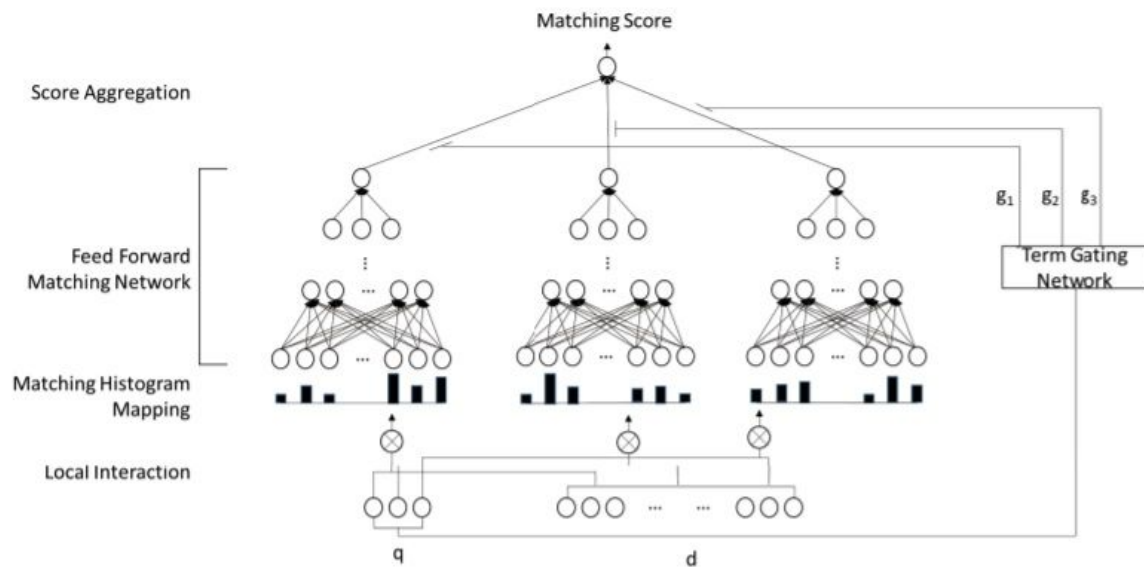 Matching Score
Score Aggregation
g1
g2
g3
Feed Forward
Matching Network
Term Gating
Network
...
...
...
Matching Histogram
Mapping
Local Interaction
... ...
q
d